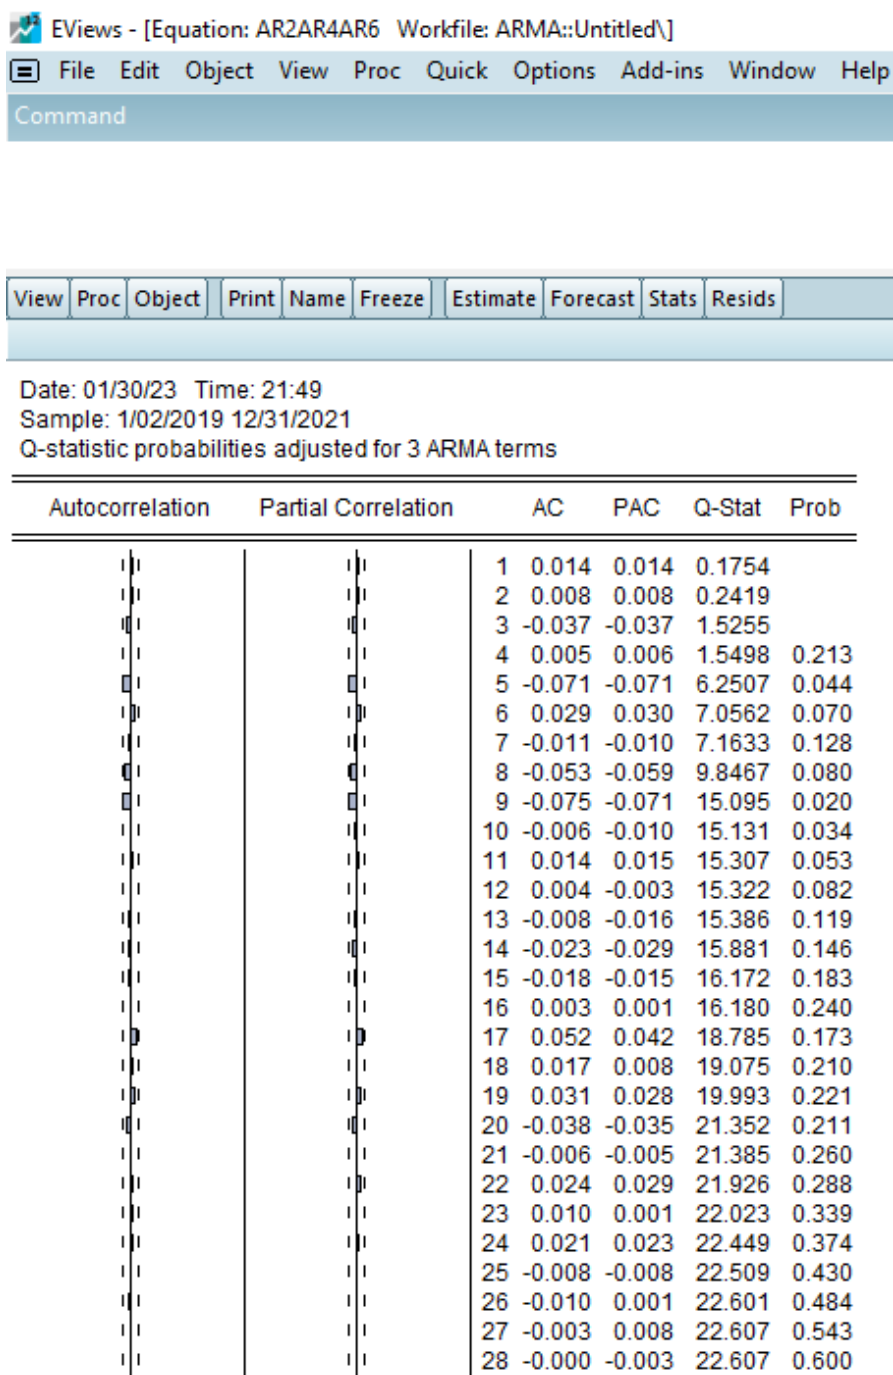 EViews - [Equation: AR2AR4AR6 Workfile: ARMA::Untitled\]
File Edit Object View Proc Quick Options Add-ins Window Help
Command
View Proc Object Print Name Freeze Estimate Forecast Stats Resids
Date: 01/30/23 Time: 21:49
Sample: 1/02/2019 12/31/2021
Q-statistic probabilities adjusted for 3 ARMA terms
Autocorrelation Partial Correlation AC PAC Q-Stat Prob
1 0.014 0.014 0.1754
2 0.008 0.008 0.2419
3 -0.037 -0.037 1.5255
4 0.005 0.006 1.5498 0.213
5 -0.071 -0.071 6.2507 0.044
6 0.029 0.030 7.0562 0.070
7 -0.011 -0.010 7.1633 0.128
8 -0.053 -0.059 9.8467 0.080
9 -0.075 -0.071 15.095 0.020
10 -0.006 -0.010 15.131 0.034
11 0.014 0.015 15.307 0.053
12 0.004 -0.003 15.322 0.082
13 -0.008 -0.016 15.386 0.119
14 -0.023 -0.029 15.881 0.146
15 -0.018 -0.015 16.172 0.183
16 0.003 0.001 16.180 0.240
17 0.052 0.042 18.785 0.173
18 0.017 0.008 19.075 0.210
19 0.031 0.028 19.993 0.221
20 -0.038 -0.035 21.352 0.211
21 -0.006 -0.005 21.385 0.260
22 0.024 0.029 21.926 0.288
23 0.010 0.001 22.023 0.339
24 0.021 0.023 22.449 0.374
25 -0.008 -0.008 22.509 0.430
26 -0.010 0.001 22.601 0.484
27 -0.003 0.008 22.607 0.543
28 -0.000 -0.003 22.607 0.600